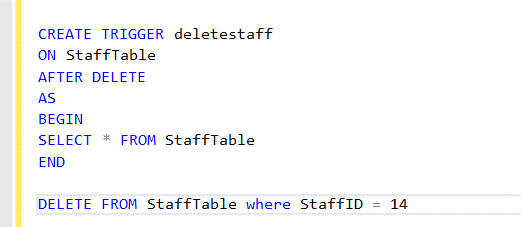 CREATE TRIGGER deletestaff
ON StaffTable
AFTER DELETE
AS
BEGIN
SELECT * FROM StaffTable
END
DELETE FROM StaffTable where StaffID = 14